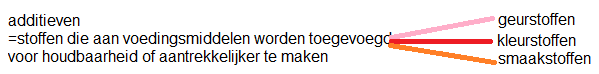 additieven
=stoffen die aan voedingsmiddelen worden toegevoegd
voor houdbaarheid of aantrekkelijker te maken
geurstoffen
kleurstoffen
smaakstoffen